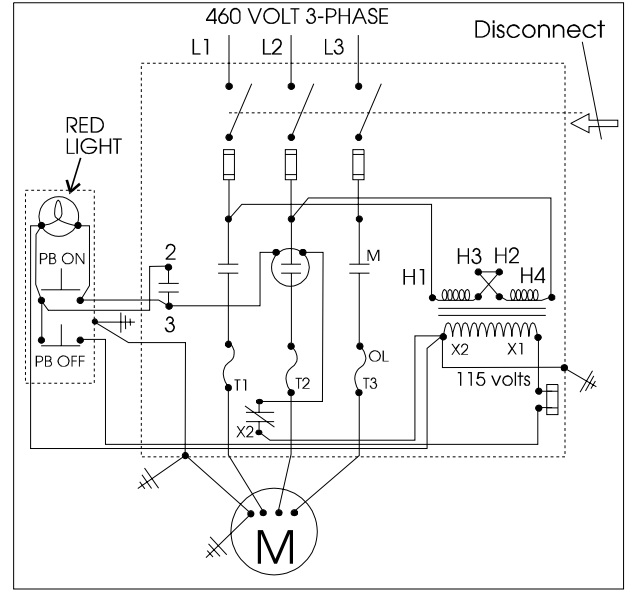 460 VOLT 3-PHASE
L1 L2 L3
Disconnect
RED
LIGHT
PB ON
2
3
M
H1 H3 H2 H4
X2 X1
115 volts
PB OFF
OL
T1 T2 T3
X2
M